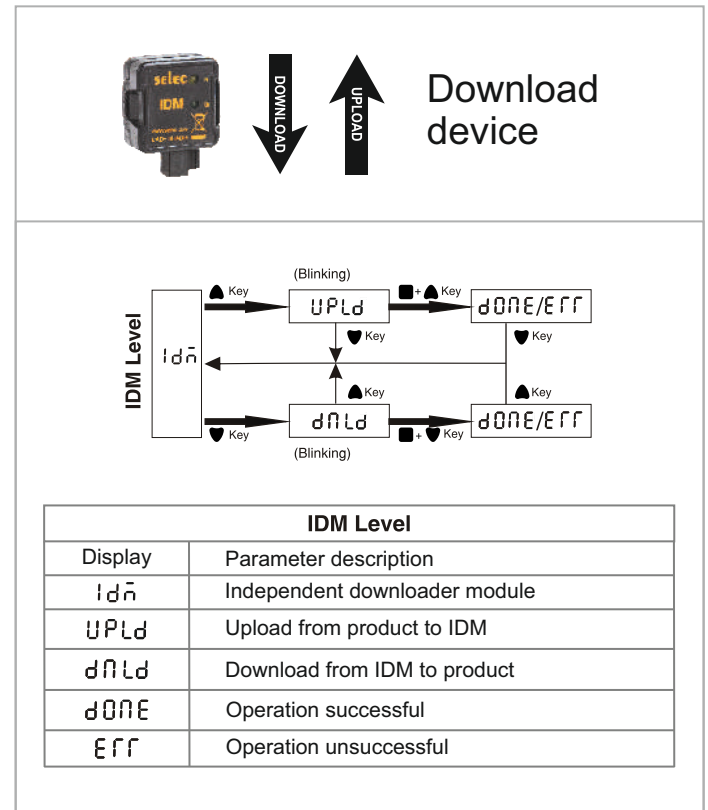 selec
IDM
DOWNLOAD
UPLOAD
Download
device
IDM Level
Idm̄
Key
(Blinking)
UPLd
+ Key
dONE/Err
Key
Key
Key
Key
dNLd
+ Key
dONE/Err
(Blinking)
IDM Level
Display Parameter description
Idm̄ Independent downloader module
UPLd Upload from product to IDM
dNLd Download from IDM to product
dONE Operation successful
Err Operation unsuccessful